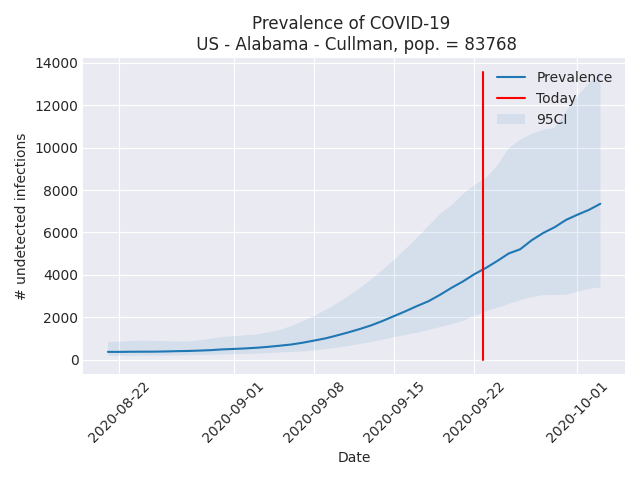 Prevalence of COVID-19
US - Alabama - Cullman, pop. = 83768
14000
12000
10000
8000
6000
4000
2000
0
# undetected infections
Prevalence
Today
95CI
2020-08-22
2020-09-01
2020-09-08
2020-09-15
2020-09-22
2020-10-01
Date